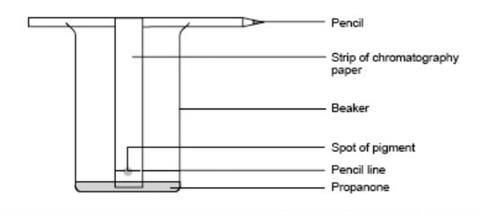 Pencil
Strip of chromatography
paper
Beaker
Spot of pigment
Pencil line
Propanone